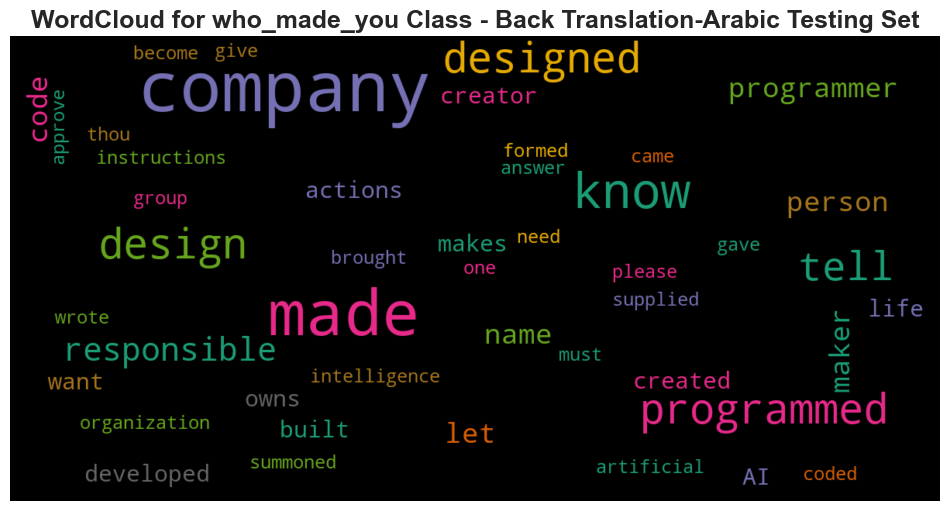 WordCloud for who_made_you Class - Back Translation-Arabic Testing Set
become give
company
designed
code
approve
creator
programmer
thou
instructions
formed
answer
came
group
actions
know
person
design
brought
makes
need
one
gave
please
tell
supplied
life
wrote
made
name
maker
responsible
must
want
intelligence
owns
created
programmed
organization
built
let
developed
summoned
artificial
AI
coded